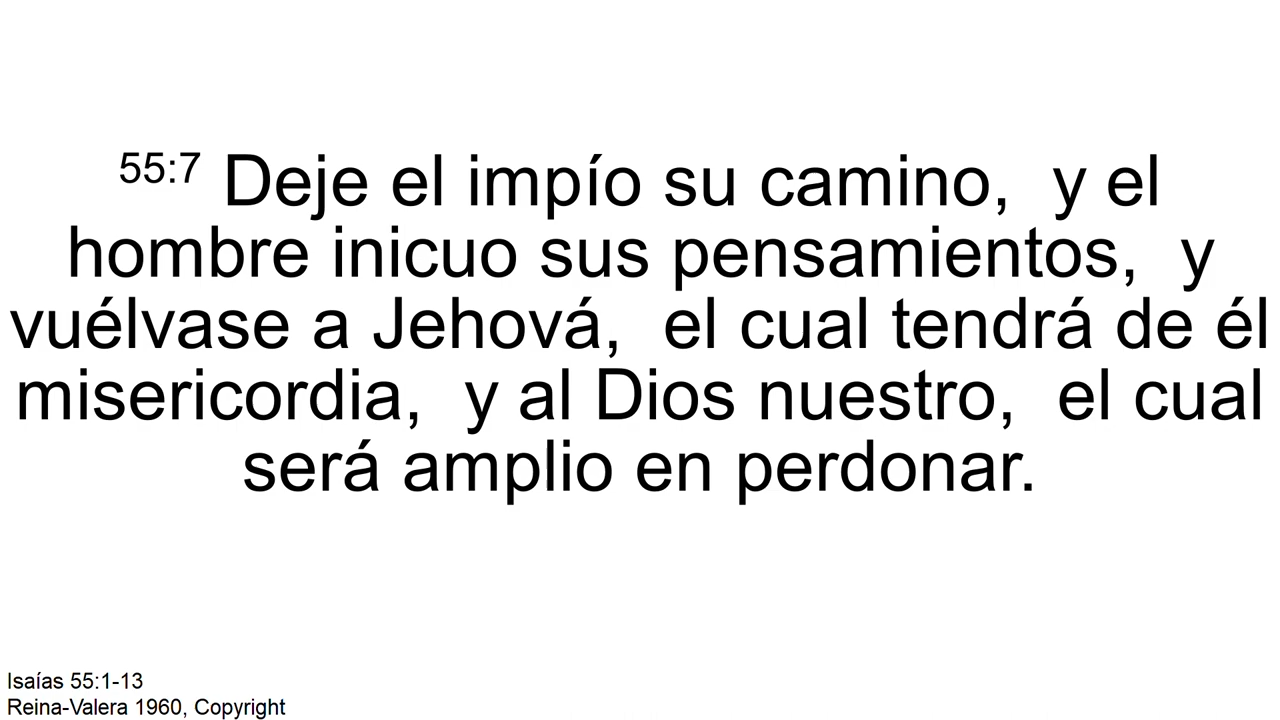 55:7 Deje el impío su camino,  y el
hombre inicuo sus pensamientos,  y
vuélvase a Jehová,  el cual tendrá de él
misericordia,  y al Dios nuestro,  el cual
será amplio en perdonar.
Isaías 55:1-13
Reina-Valera 1960, Copyright